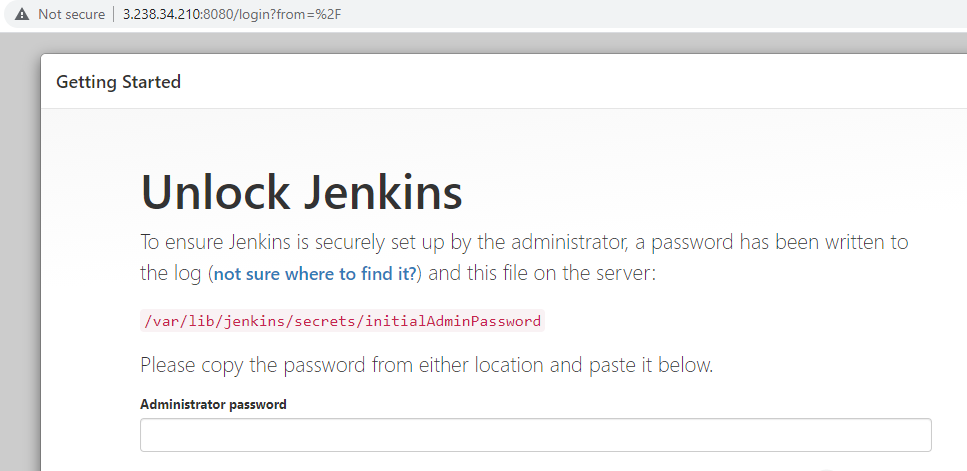 Not secure | 3.238.34.210:8080/login?from=%2F
Getting Started
Unlock Jenkins
To ensure Jenkins is securely set up by the administrator, a password has been written to
the log (not sure where to find it?) and this file on the server:
/var/lib/jenkins/secrets/initialAdminPassword
Please copy the password from either location and paste it below.
Administrator password